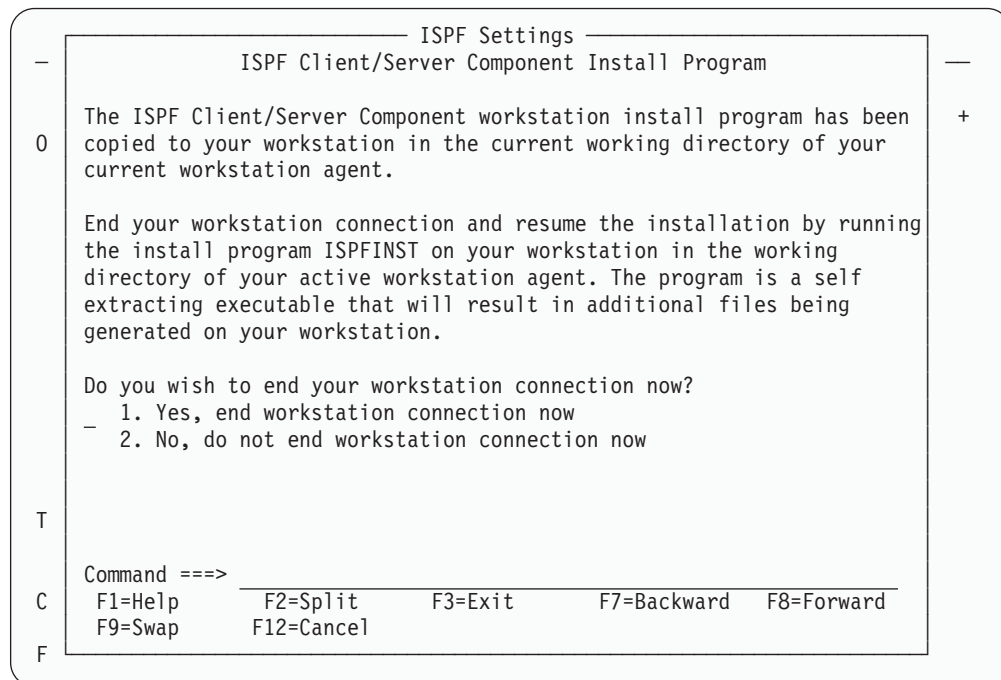 ISPF Settings
ISPF Client/Server Component Install Program
The ISPF Client/Server Component workstation install program has been +
O copied to your workstation in the current working directory of your
current workstation agent.
End your workstation connection and resume the installation by running
the install program ISPFINST on your workstation in the working
directory of your active workstation agent. The program is a self
extracting executable that will result in additional files being
generated on your workstation.
Do you wish to end your workstation connection now?
_ 1. Yes, end workstation connection now
2. No, do not end workstation connection now
T
Command ===>
C F1=Help F2=Split F3=Exit F7=Backward F8=Forward
F9=Swap F12=Cancel
F